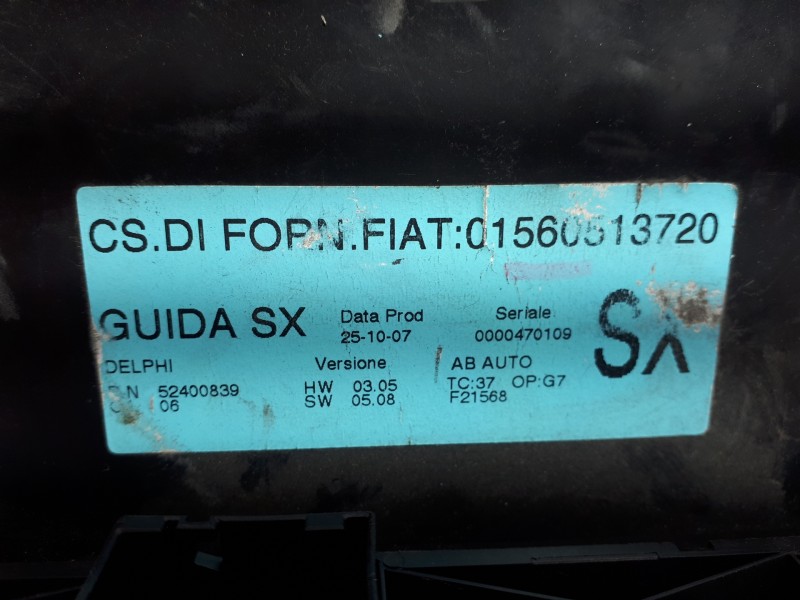 CS.DI FORN.FIAT:01560513720
GUIDA SX Data Prod Seriale SX
25-10-07 0000470109
DELPHI Versione AB AUTO
52400839 HW 03.05 TC:37 OP:G7
06 SW 05.08 F21568